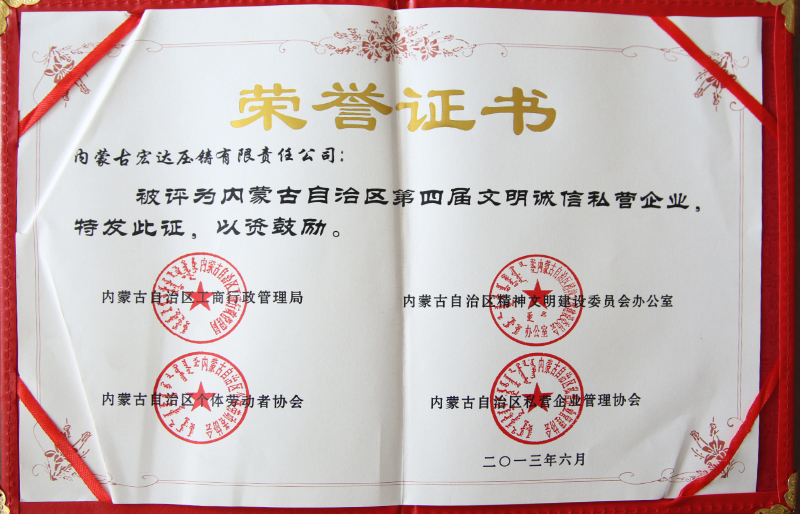 荣誉证书
内蒙古宏达压铸有限责任公司：
被评为内蒙古自治区第四届文明诚信私营企业，
特发此证，以资鼓励。
内蒙古自治区工商行政管理局
内蒙古自治区精神文明建设委员会办公室
内蒙古自治区个体劳动者协会
内蒙古自治区私营企业管理协会
二〇一三年六月